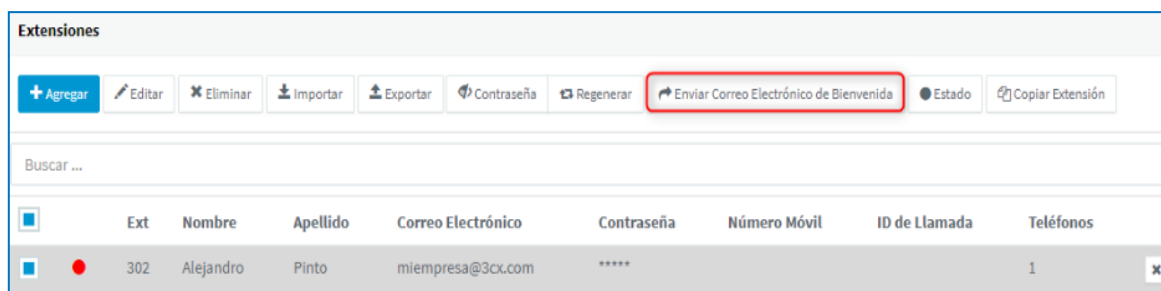 Extensiones
Agregar Editar Eliminar Importar Exportar Contraseña Regenerar Enviar Correo Electrónico de Bienvenida Estado Copiar Extensión
Buscar ...
Ext Nombre Apellido Correo Electrónico Contraseña Número Móvil ID de Llamada Teléfonos
302 Alejandro Pinto miempresa@3cx.com ***** 1